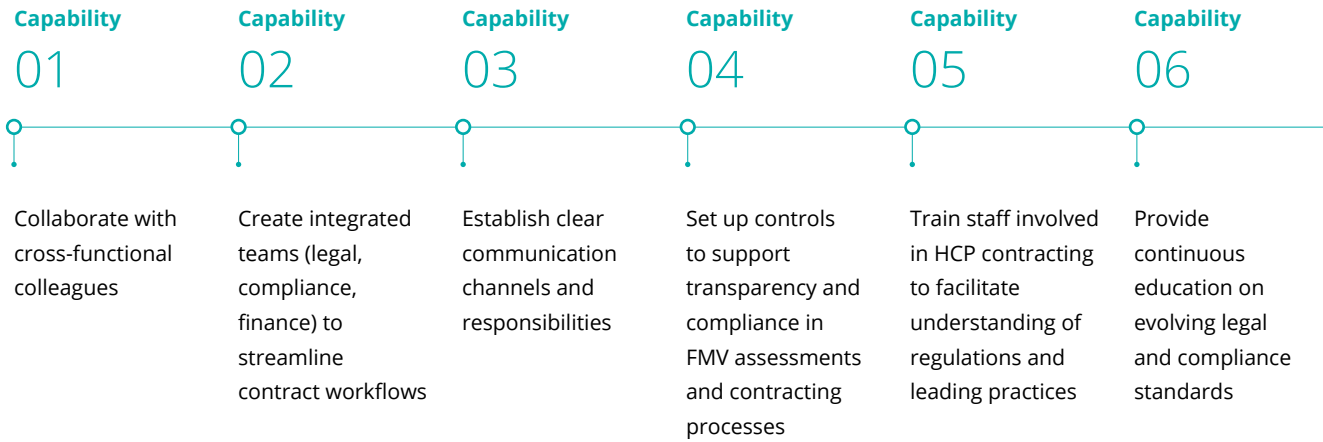 Capability
01
Collaborate with
cross-functional
colleagues
Capability
02
Create integrated
teams (legal,
compliance,
finance) to
streamline
contract workflows
Capability
03
Establish clear
communication
channels and
responsibilities
Capability
04
Set up controls
to support
transparency and
compliance in
FMV assessments
and contracting
processes
Capability
05
Train staff involved
in HCP contracting
to facilitate
understanding of
regulations and
leading practices
Capability
06
Provide
continuous
education on
evolving legal
and compliance
standards